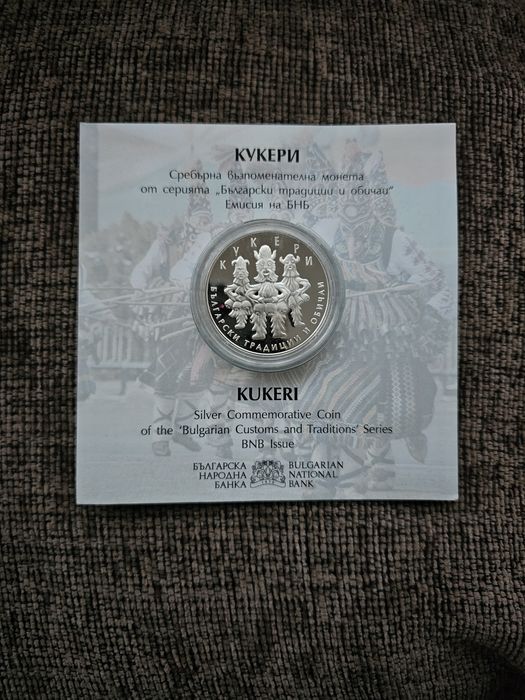 КУКЕРИ
Сребърна възпоменателна монета
от серията „Български традиции и обичаи“
Емисия на БНБ
КУКЕРИ
БЪЛГАРСКИ ТРАДИЦИИ И ОБИЧАИ
KUKERI
Silver Commemorative Coin
of the 'Bulgarian Customs and Traditions' Series
BNB Issue
БЪЛГАРСКА
НАРОДНА
БАНКА
BULGARIAN
NATIONAL
BANK